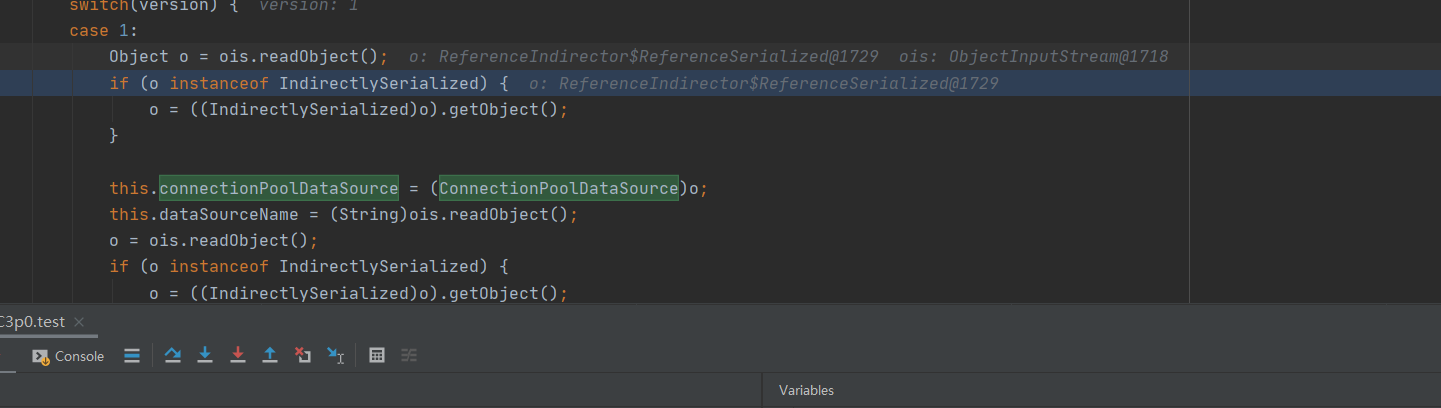 switch(version) {  version: 1
case 1:
Object o = ois.readObject();  o: ReferenceIndirector$ReferenceSerialized@1729  ois: ObjectInputStream@1718
if (o instanceof IndirectlySerialized) {  o: ReferenceIndirector$ReferenceSerialized@1729
o = ((IndirectlySerialized)o).getObject();
}
this.connectionPoolDataSource = (ConnectionPoolDataSource)o;
this.dataSourceName = (String)ois.readObject();
o = ois.readObject();
if (o instanceof IndirectlySerialized) {
o = ((IndirectlySerialized)o).getObject();
C3p0.test
Console
Variables